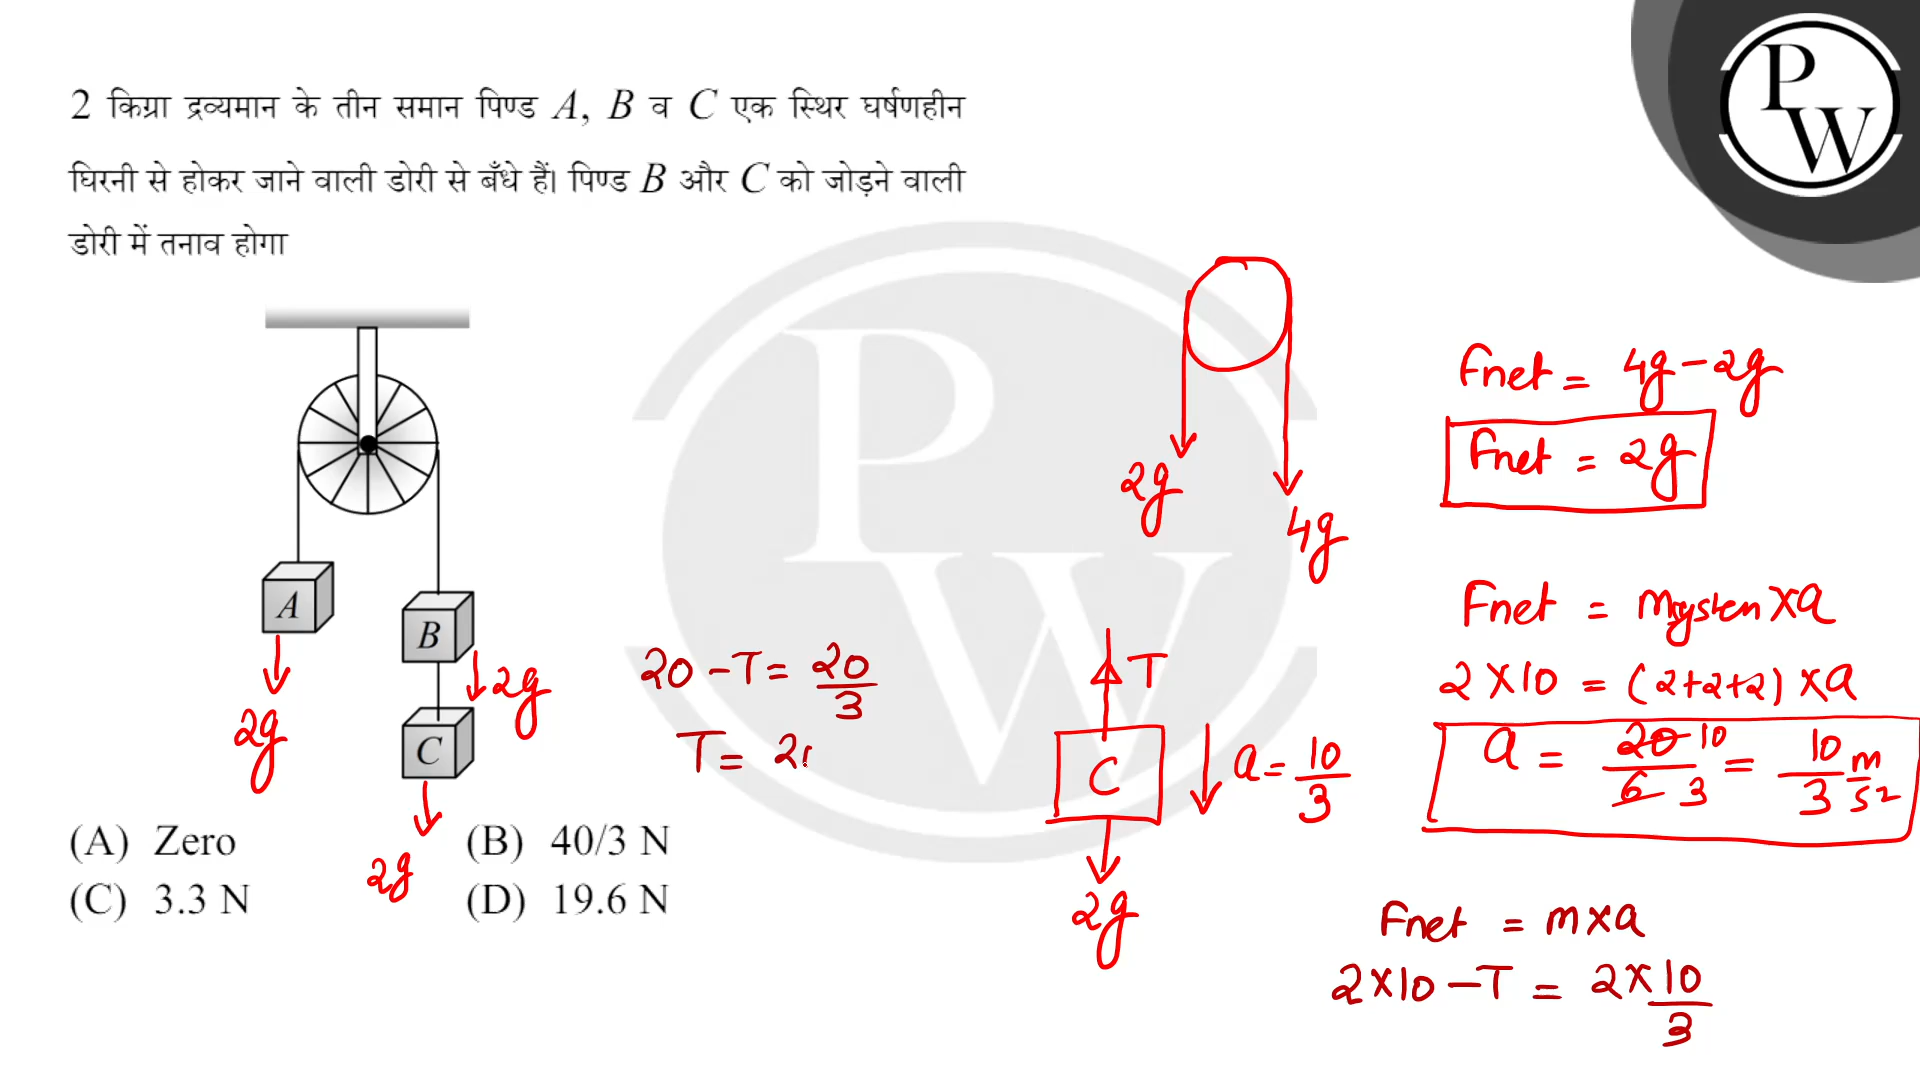 2 किग्रा द्रव्यमान के तीन समान पिण्ड A, B व C एक स्थिर घर्षणहीन
घिरनी से होकर जाने वाली डोरी से बँधे हैं। पिण्ड B और C को जोड़ने वाली
डोरी में तनाव होगा
A
B
C
2g
2g
2g
(A) Zero
(B) 40/3 N
(C) 3.3 N
(D) 19.6 N
20 - T = 20/3
T =
2g
4g
T
C
a = 10/3
2g
Fnet = 4g - 2g
Fnet = 2g
Fnet = Msystem x a
2 x 10 = (2+2+2) x a
a = 20/6 10/3 = 10/3 m/s2
Fnet = m x a
2 x 10 - T = 2 x 10/3
PW
PW